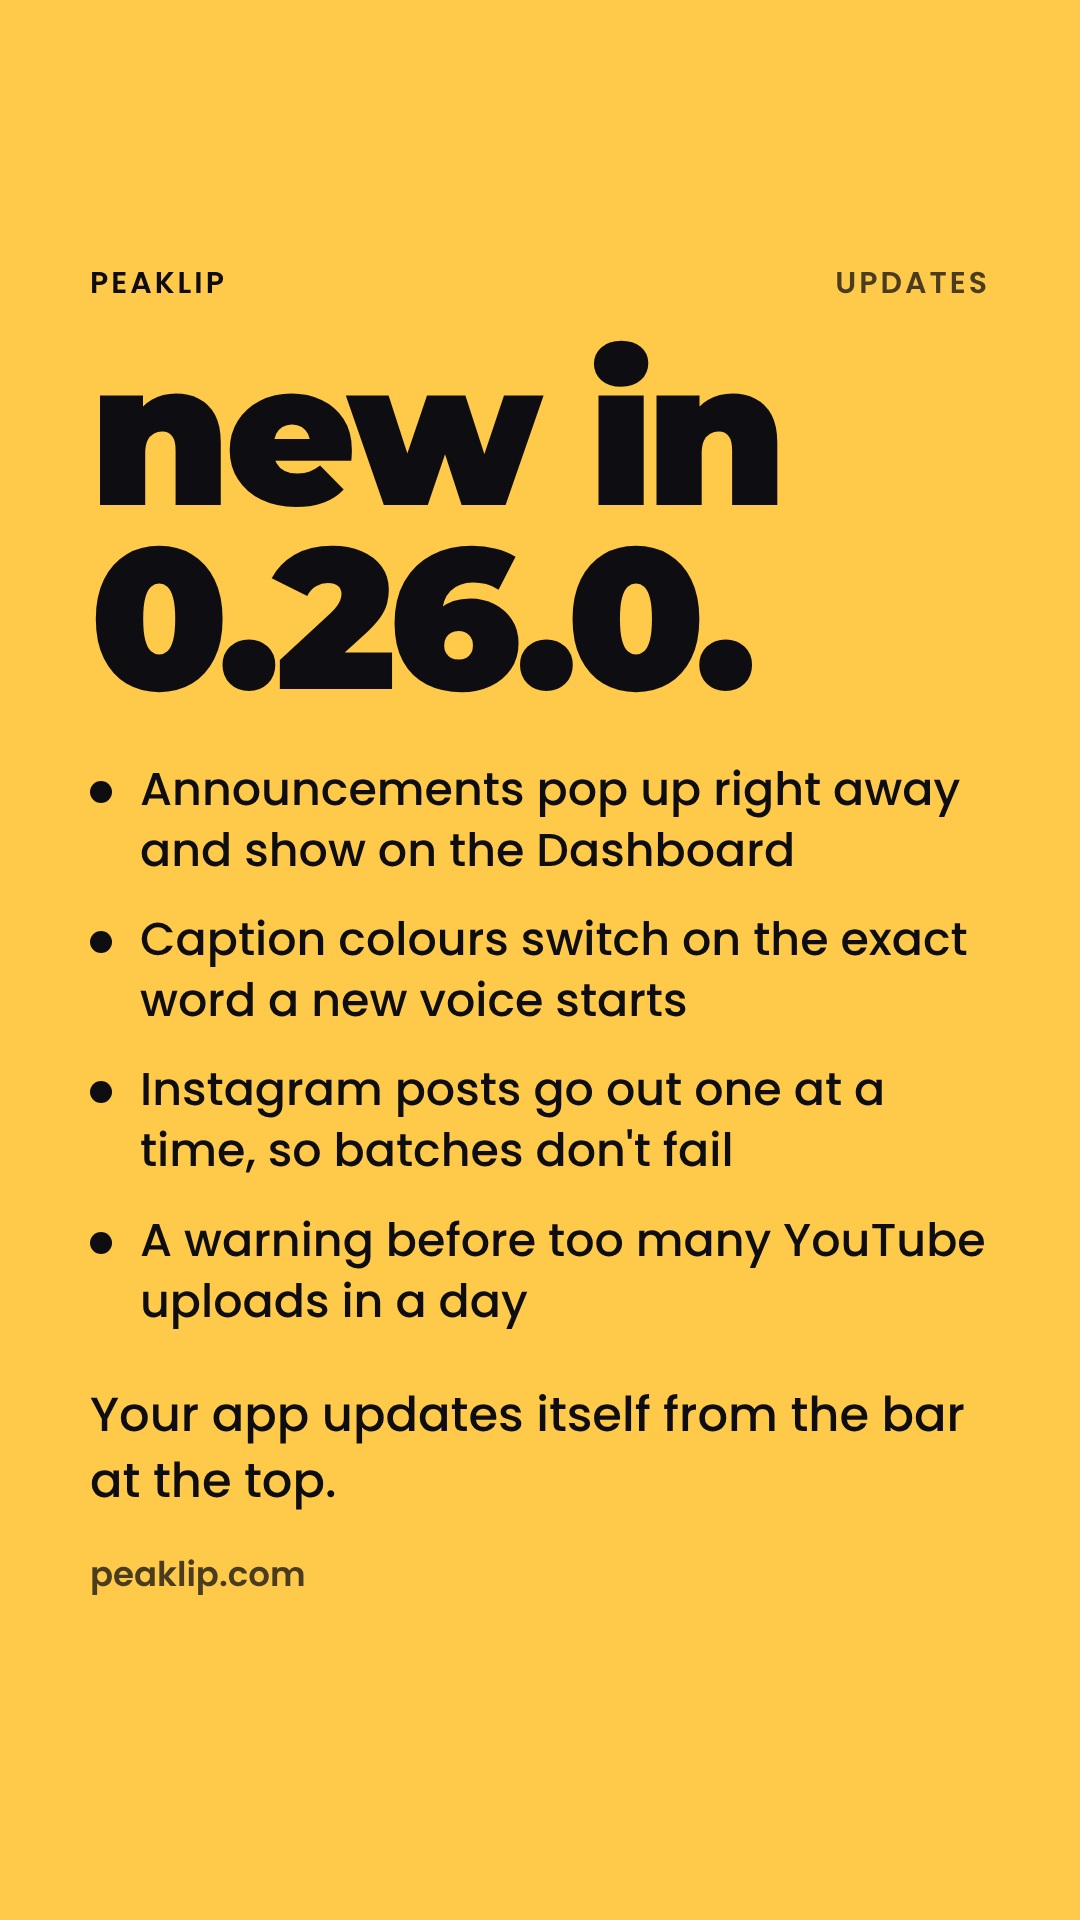 PEAKLIP
UPDATES
new in
0.26.0.
Announcements pop up right away
and show on the Dashboard
Caption colours switch on the exact
word a new voice starts
Instagram posts go out one at a
time, so batches don't fail
A warning before too many YouTube
uploads in a day
Your app updates itself from the bar
at the top.
peaklip.com